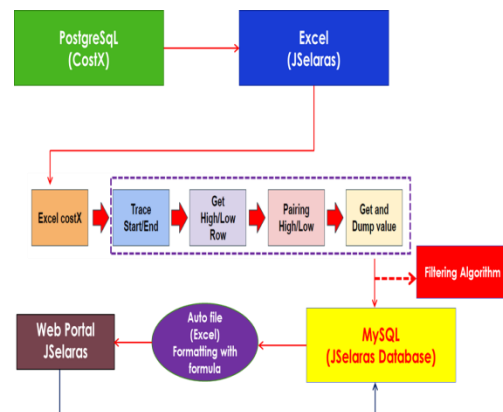 PostgreSqL
(CostX)
Excel
(JSelaras)
Excel costX
Trace
Start/End
Get
High/Low
Row
Pairing
High/Low
Get and
Dump value
Filtering Algorithm
Web Portal
JSelaras
Auto file
(Excel)
Formatting with
formula
MySQL
(JSelaras Database)